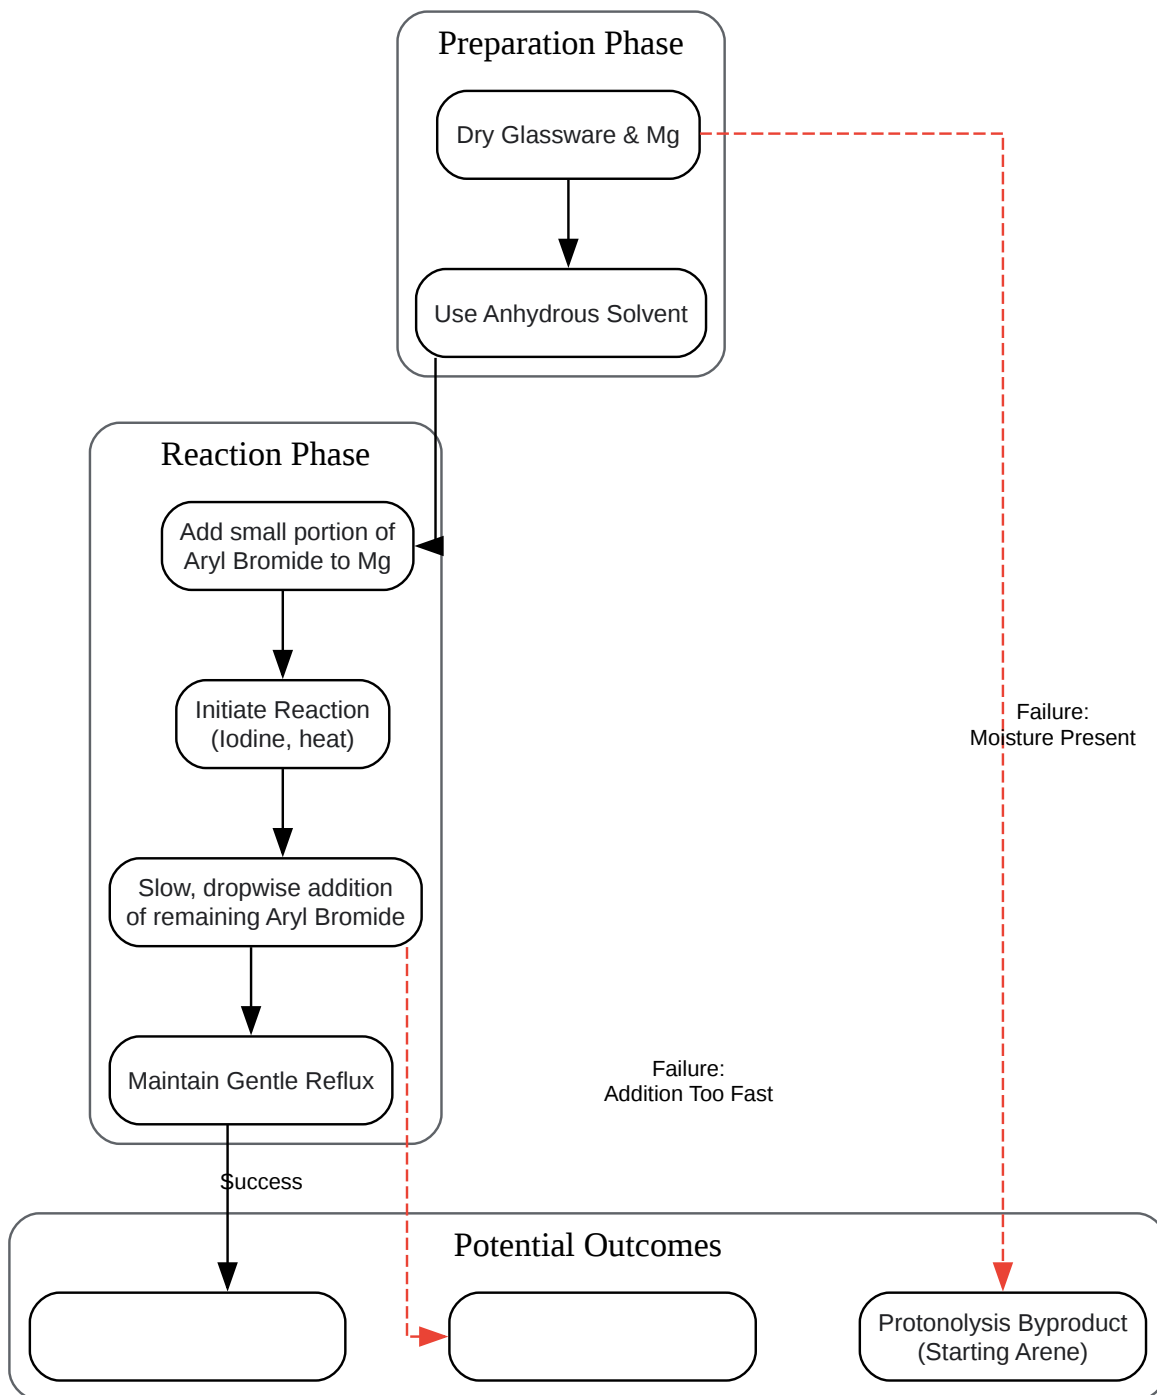 Preparation Phase
Dry Glassware & Mg
Use Anhydrous Solvent
Reaction Phase
Add small portion of
Aryl Bromide to Mg
Initiate Reaction
(Iodine, heat)
Failure:
Moisture Present
Slow, dropwise addition
of remaining Aryl Bromide
Maintain Gentle Reflux
Failure:
Addition Too Fast
Success
Potential Outcomes
Protonolysis Byproduct
(Starting Arene)